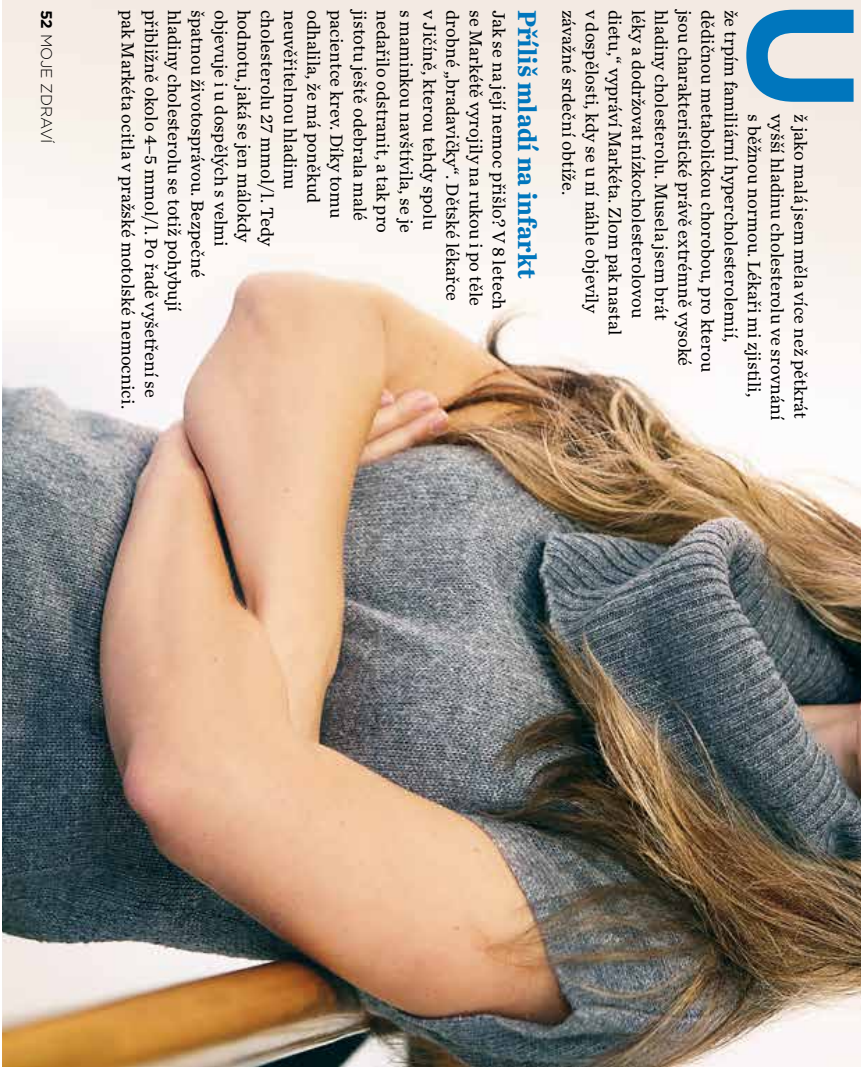 U
ž jako malá jsem měla více než pětkrát
vyšší hladinu cholesterolu ve srovnání
s běžnou normou. Lékaři mi zjistili,
že trpím familiární hypercholesterolemií,
dědičnou metabolickou chorobou, pro kterou
jsou charakteristické právě extrémně vysoké
hladiny cholesterolu. Musela jsem brát
léky a dodržovat nízkocholesterolovou
dietu,“ vypráví Markéta. Zlom pak nastal
v dospělosti, kdy se u ní náhle objevily
závažné srdeční obtíže.
Příliš mladí na infarkt
Jak se na její nemoc přišlo? V 8 letech
se Markétě vyrojily na rukou i po těle
drobné „bradavičky“. Dětské lékařce
v Jičíně, kterou tehdy spolu
s maminkou navštívila, se je
nedařilo odstranit, a tak pro
jistotu ještě odebrala malé
pacientce krev. Díky tomu
odhalila, že má poněkud
neuvěřitelnou hladinu
cholesterolu 27 mmol/l. Tedy
hodnotu, jaká se jen málokdy
objevuje i u dospělých s velmi
špatnou životosprávou. Bezpečné
hladiny cholesterolu se totiž pohybují
přibližně okolo 4–5 mmol/l. Po řadě vyšetření se
pak Markéta ocitla v pražské motolské nemocnici.
52 MOJE ZDRAVÍ